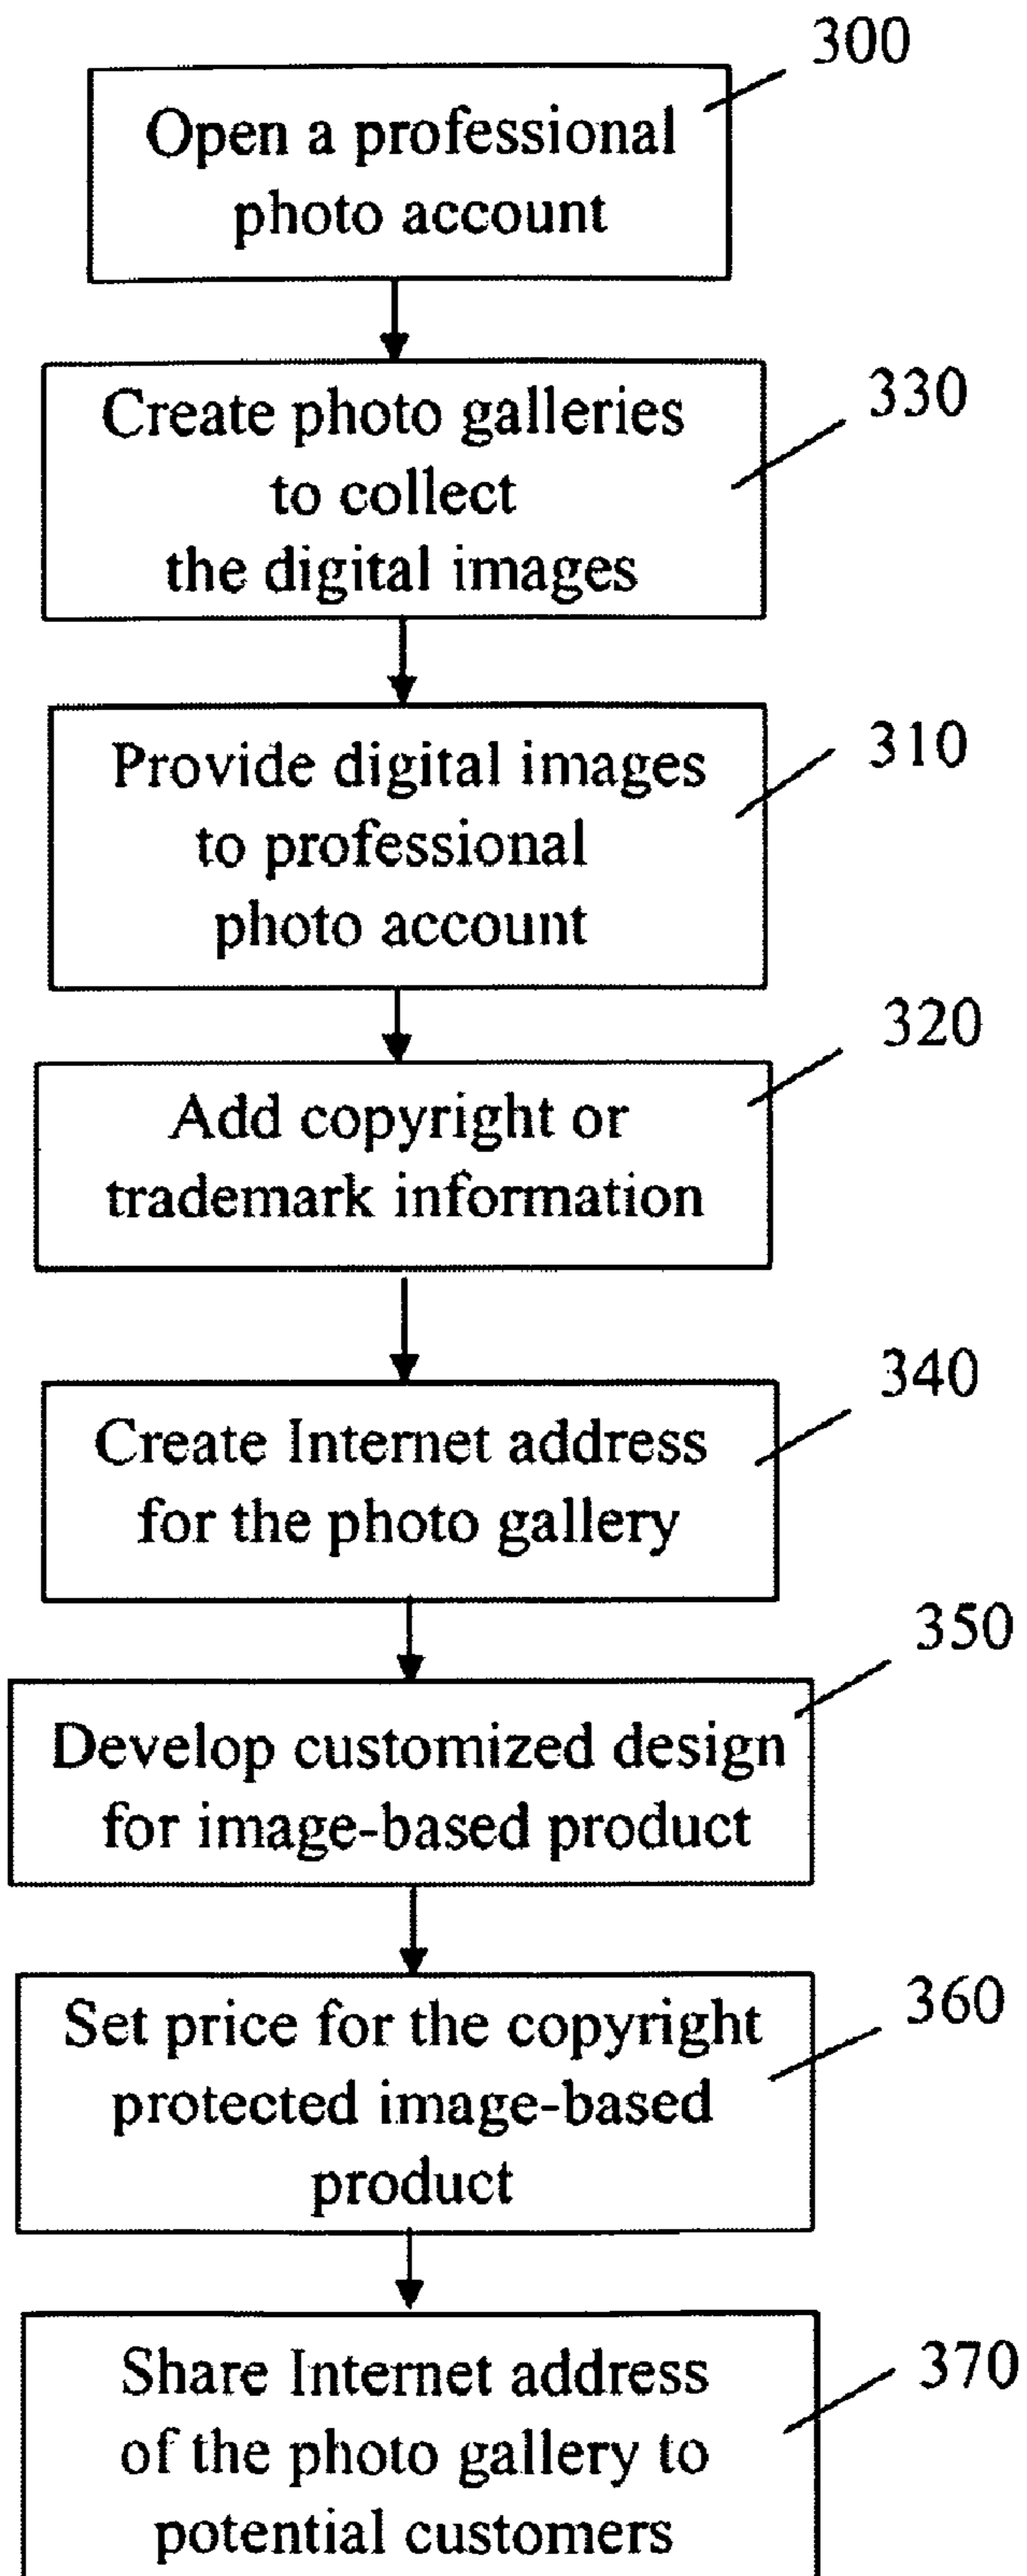 300
Open a professional
photo account
330
Create photo galleries
to collect
the digital images
310
Provide digital images
to professional
photo account
320
Add copyright or
trademark information
340
Create Internet address
for the photo gallery
350
Develop customized design
for image-based product
360
Set price for the copyright
protected image-based
product
370
Share Internet address
of the photo gallery to
potential customers